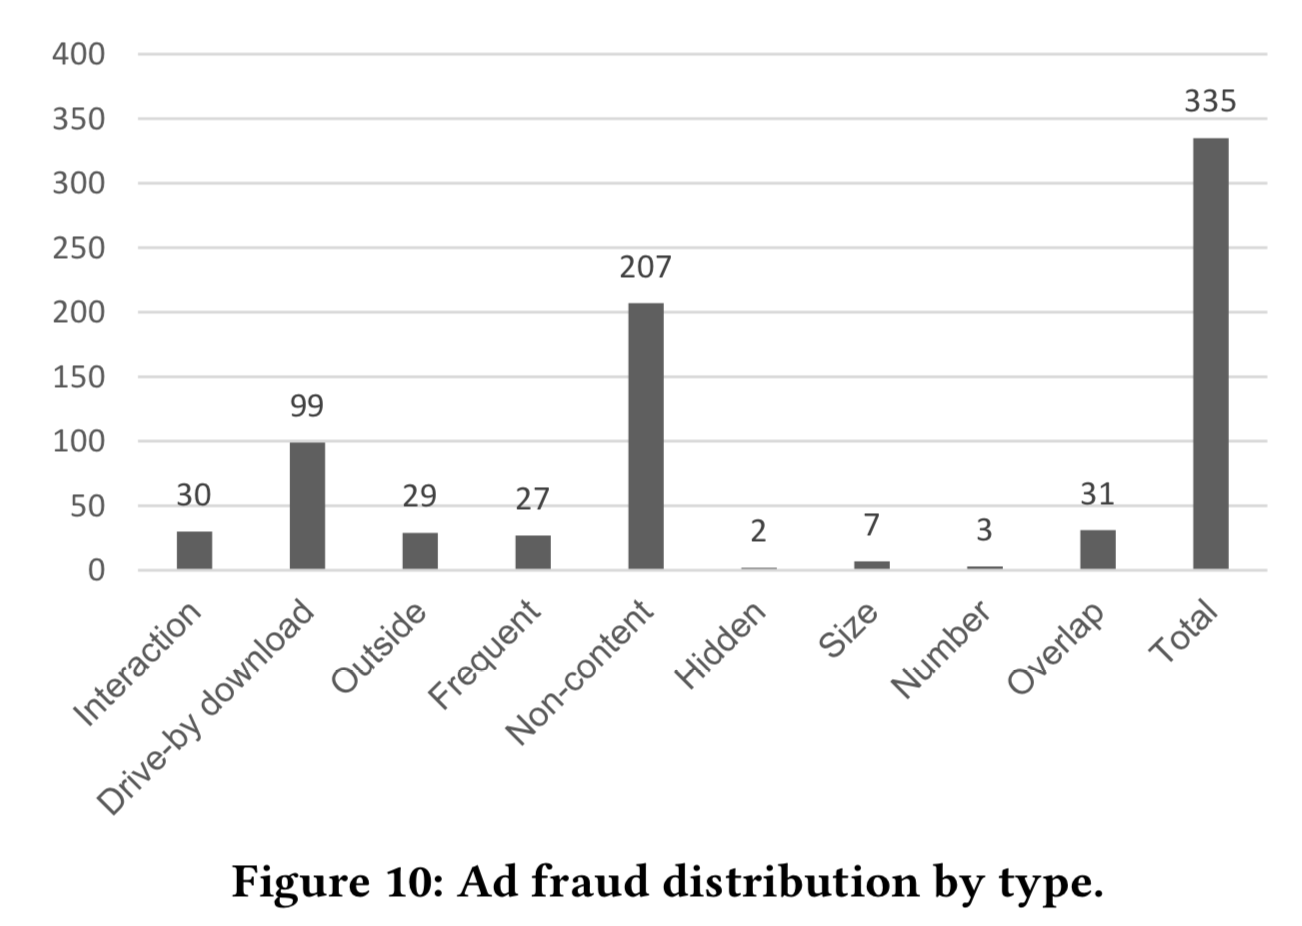 400
350
300
250
200
150
100
50
0
30
99
29
27
207
2
7
3
31
335
Interaction
Drive-by download
Outside
Frequent
Non-content
Hidden
Size
Number
Overlap
Total
Figure 10: Ad fraud distribution by type.